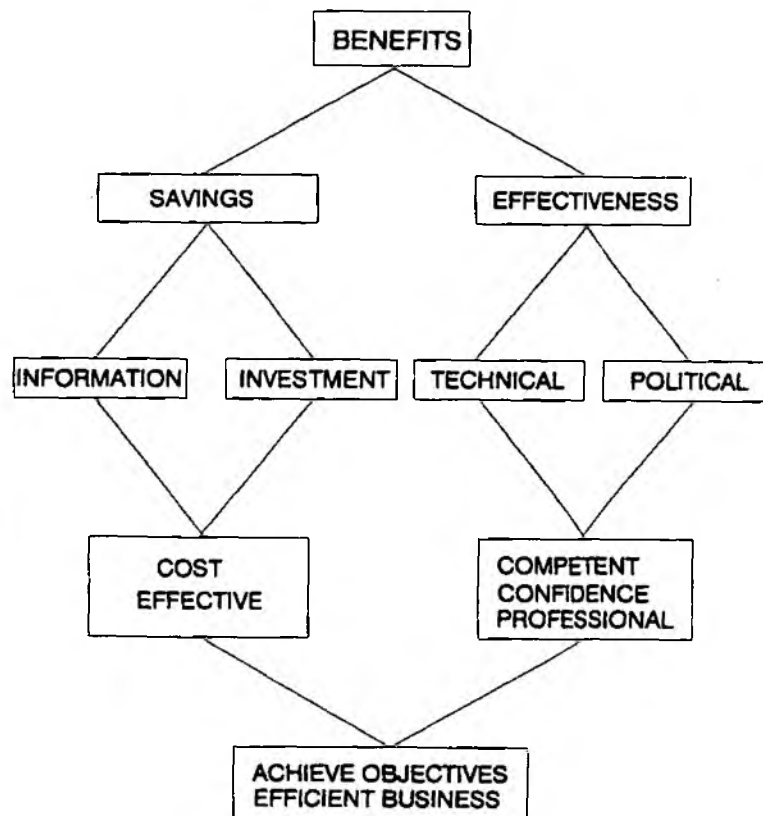 BENEFITS
SAVINGS
EFFECTIVENESS
INFORMATION
INVESTMENT
TECHNICAL
POLITICAL
COST
EFFECTIVE
COMPETENT
CONFIDENCE
PROFESSIONAL
ACHIEVE OBJECTIVES
EFFICIENT BUSINESS